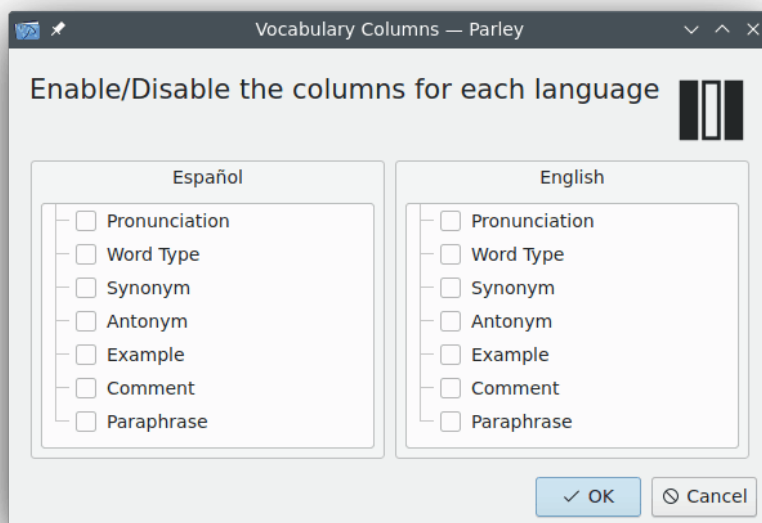 Vocabulary Columns — Parley
Enable/Disable the columns for each language
Español
Pronunciation
Word Type
Synonym
Antonym
Example
Comment
Paraphrase
English
Pronunciation
Word Type
Synonym
Antonym
Example
Comment
Paraphrase
OK
Cancel